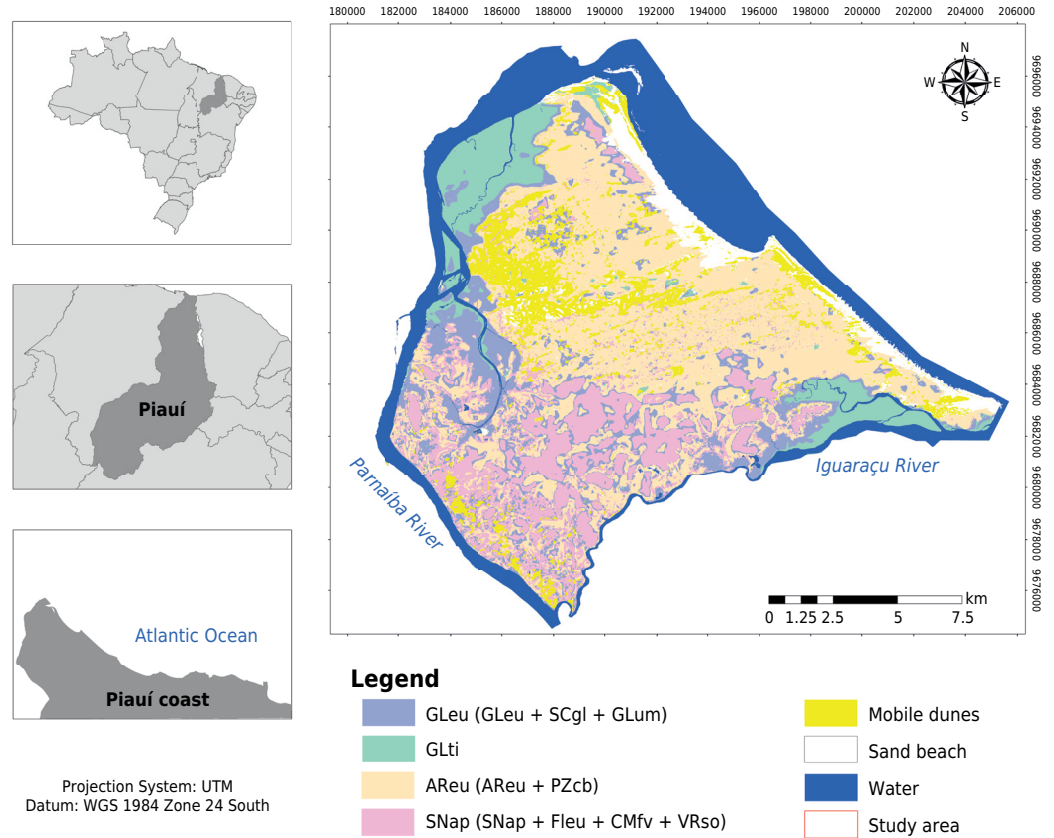 180000 182000 184000 186000 188000 190000 192000 194000 196000 198000 200000 202000 204000 206000
N
W E
S
9696000
9694000
9692000
9690000
9688000
9686000
9684000
9682000
9680000
9678000
9676000
Piauí
Parnaíba River
Iguaraçu River
km
0 1.25 2.5 5 7.5
Atlantic Ocean
Piauí coast
Projection System: UTM
Datum: WGS 1984 Zone 24 South
Legend
GLeu (GLeu + SCgl + GLum)
GLti
AReu (AReu + PZcb)
SNap (SNap + Fleu + CMfv + VRso)
Mobile dunes
Sand beach
Water
Study area